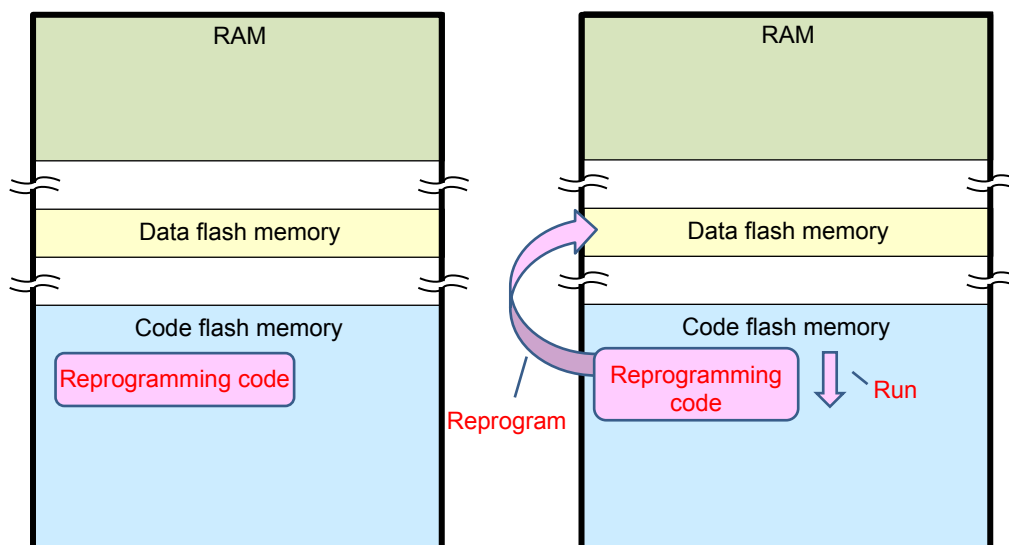 RAM
Data flash memory
Code flash memory
Reprogramming code
RAM
Data flash memory
Code flash memory
Reprogramming
code
Run
Reprogram